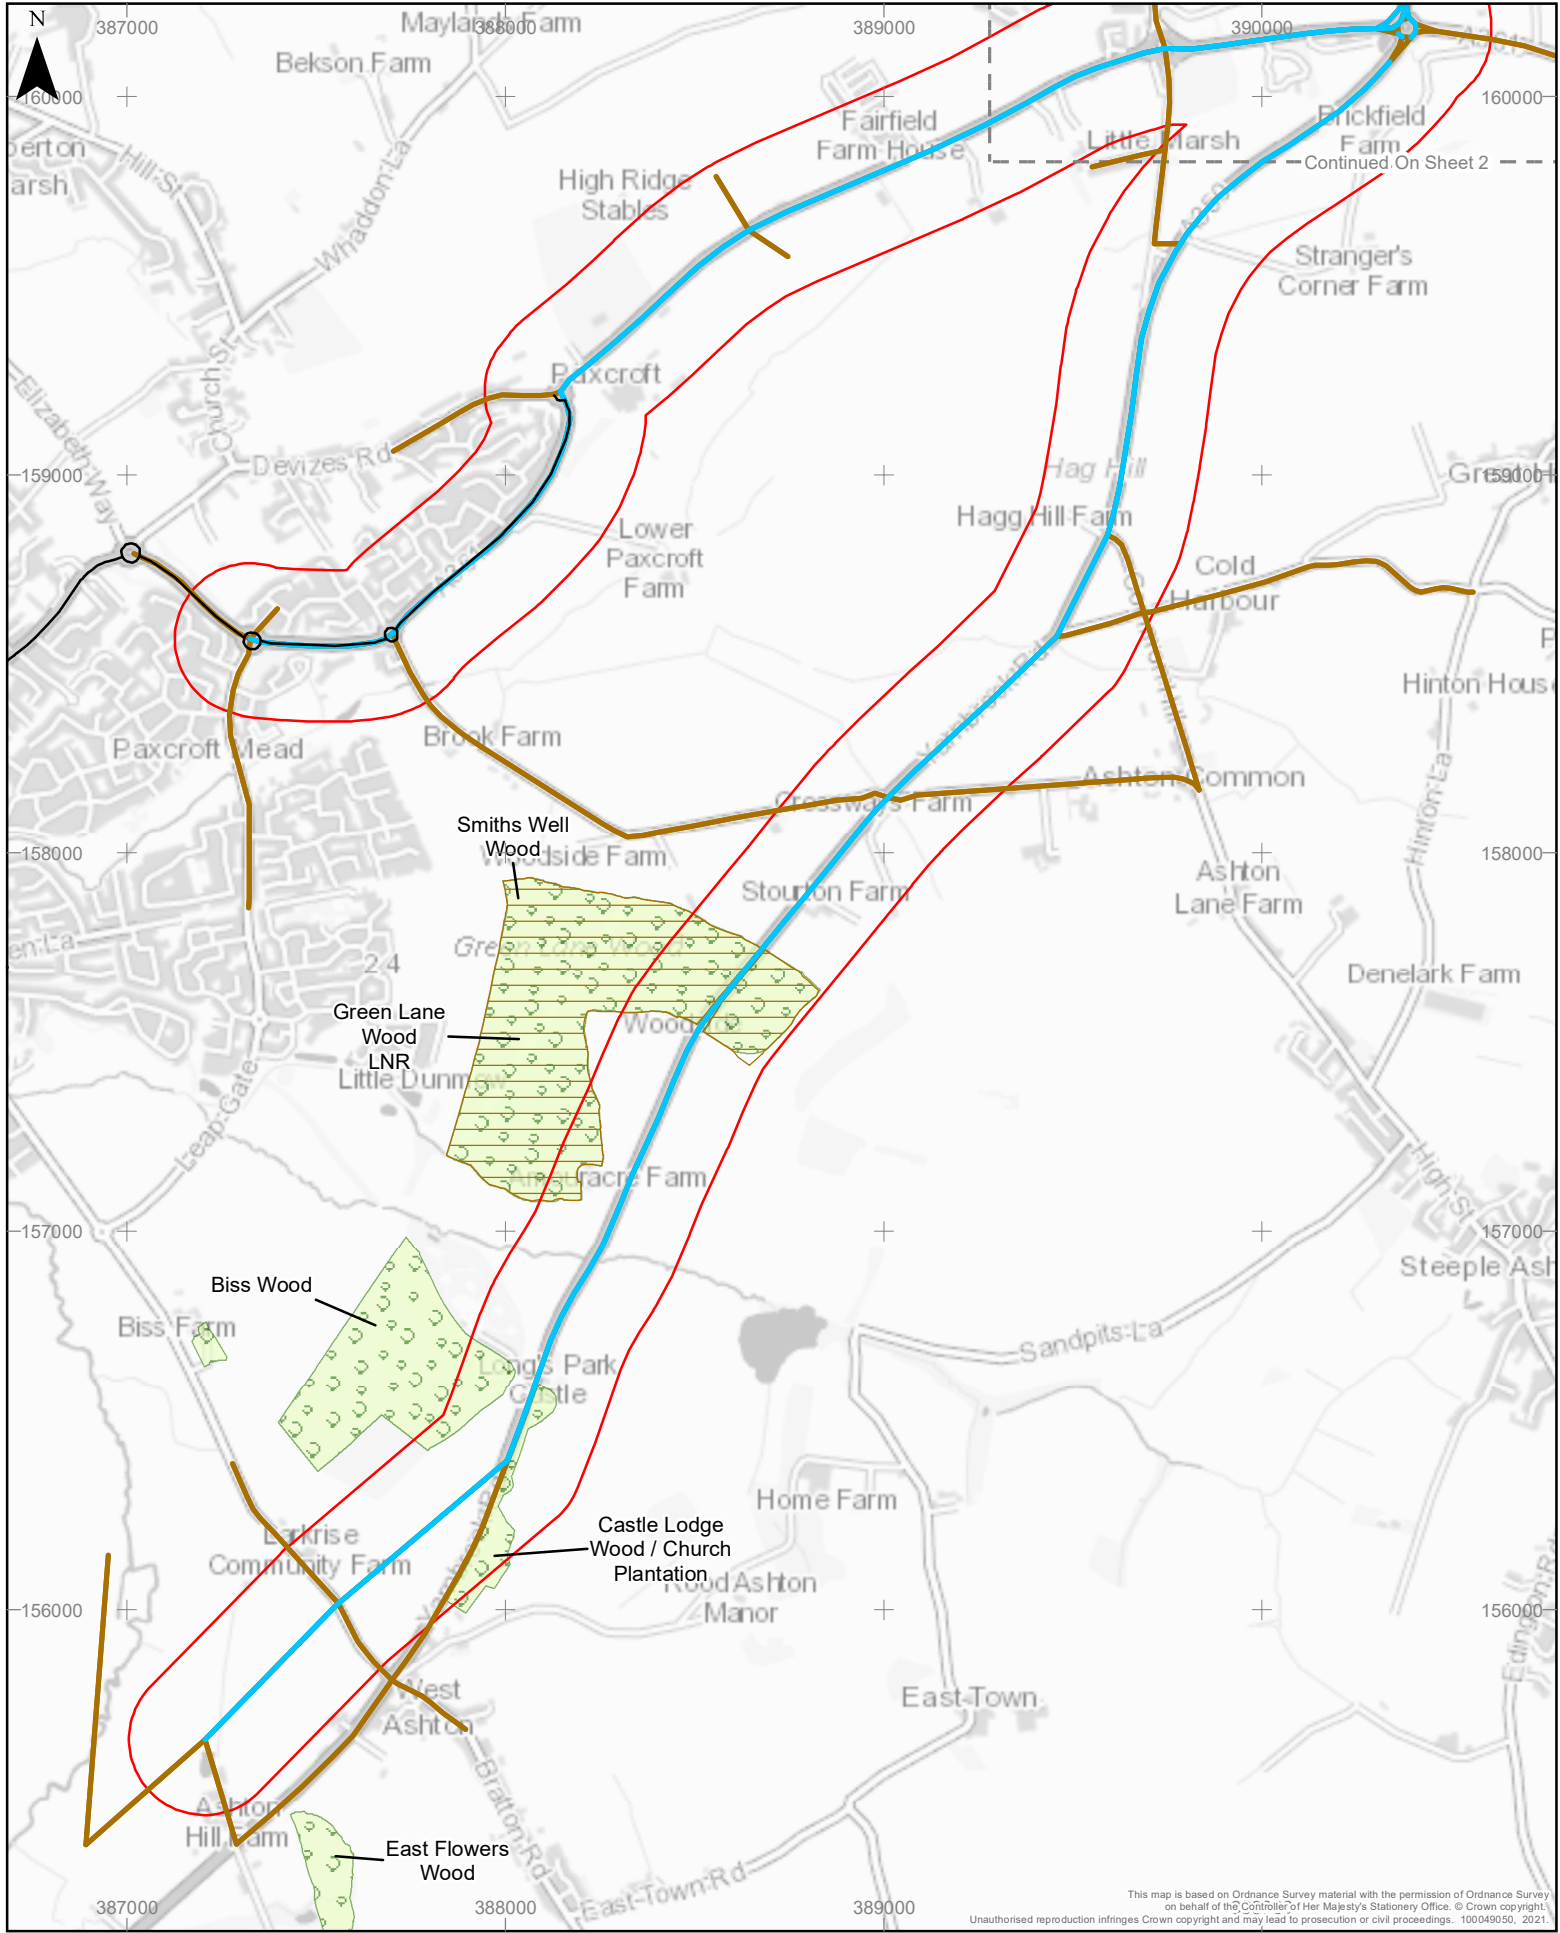 N
387000
388000
389000
390000
Maylands Farm
Bekson Farm
160000
160000
Hill St
Whaddon La
Fairfield
Farm House
Little Marsh
Brickfield
Farm
Continued On Sheet 2
High Ridge
Stables
A350
Stranger's
Corner Farm
Church St
Elizabeth Way
Paxcroft
Devizes Rd
159000
159000
Hag Hill
Hagg Hill Farm
Lower
Paxcroft
Farm
Cold
Harbour
Hinton House
Yarnbrook Rd
Paxcroft Mead
Brook Farm
Ashton Common
Crossways Farm
Hinton La
Smiths Well
Wood
158000
158000
Woodside Farm
Stourton Farm
Ashton
Lane Farm
Green Lane Wood
24
Denelark Farm
Green Lane
Wood
LNR
Woodside
Little Dunmow
Leap Gate
High St
157000
157000
Steeple Ash
Biss Wood
Biss Farm
Sandpits La
Long's Park
Castle
Home Farm
Castle Lodge
Wood / Church
Plantation
Larkrise
Community Farm
Rood Ashton
Manor
156000
156000
Edington Rd
West
Ashton
East Town
Bratton Rd
Ashton
Hill Farm
East Flowers
Wood
East Town Rd
387000
388000
389000
This map is based on Ordnance Survey material with the permission of Ordnance Survey
on behalf of the Controller of Her Majesty's Stationery Office. © Crown copyright.
Unauthorised reproduction infringes Crown copyright and may lead to prosecution or civil proceedings. 100049050, 2021.